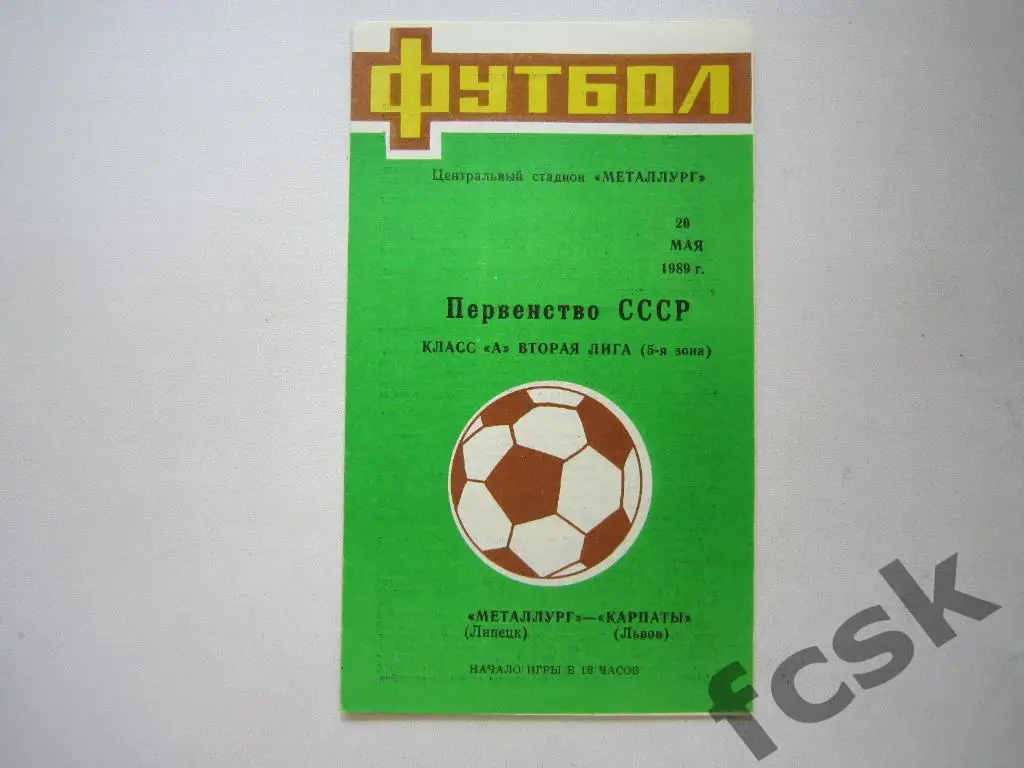 ФУТБОЛ
Центральный стадион «МЕТАЛЛУРГ»
20
МАЯ
1989 г.
Первенство СССР
КЛАСС «А» ВТОРАЯ ЛИГА (5-я зона)
«МЕТАЛЛУРГ»—«КАРПАТЫ»
(Липецк) (Львов)
НАЧАЛО ИГРЫ В 18 ЧАСОВ
fcsk